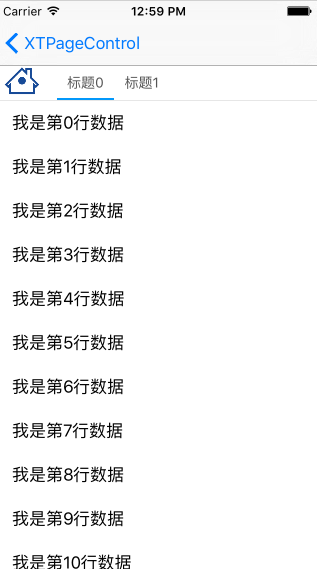 Carrier 12:59 PM
XTPageControl
标题0 标题1
我是第0行数据
我是第1行数据
我是第2行数据
我是第3行数据
我是第4行数据
我是第5行数据
我是第6行数据
我是第7行数据
我是第8行数据
我是第9行数据
我是第10行数据